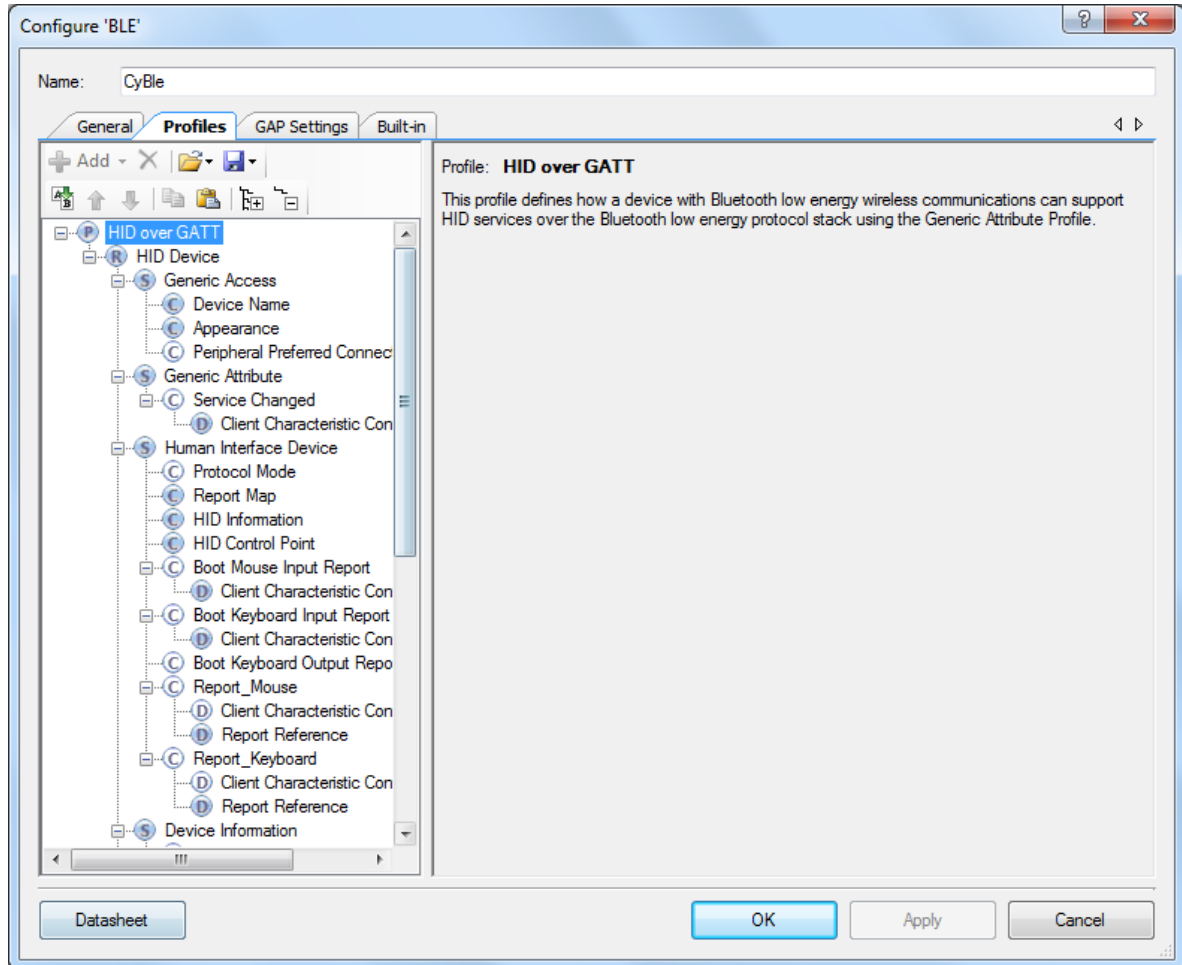 Configure 'BLE'
Name: CyBle
General Profiles GAP Settings Built-in
Add
Profile: HID over GATT
This profile defines how a device with Bluetooth low energy wireless communications can support
HID services over the Bluetooth low energy protocol stack using the Generic Attribute Profile.
P HID over GATT
R HID Device
S Generic Access
C Device Name
C Appearance
C Peripheral Preferred Connec
S Generic Attribute
C Service Changed
D Client Characteristic Con
S Human Interface Device
C Protocol Mode
C Report Map
C HID Information
C HID Control Point
C Boot Mouse Input Report
D Client Characteristic Con
C Boot Keyboard Input Report
D Client Characteristic Con
C Boot Keyboard Output Repo
C Report_Mouse
D Client Characteristic Con
D Report Reference
C Report_Keyboard
D Client Characteristic Con
D Report Reference
S Device Information
Datasheet OK Apply Cancel